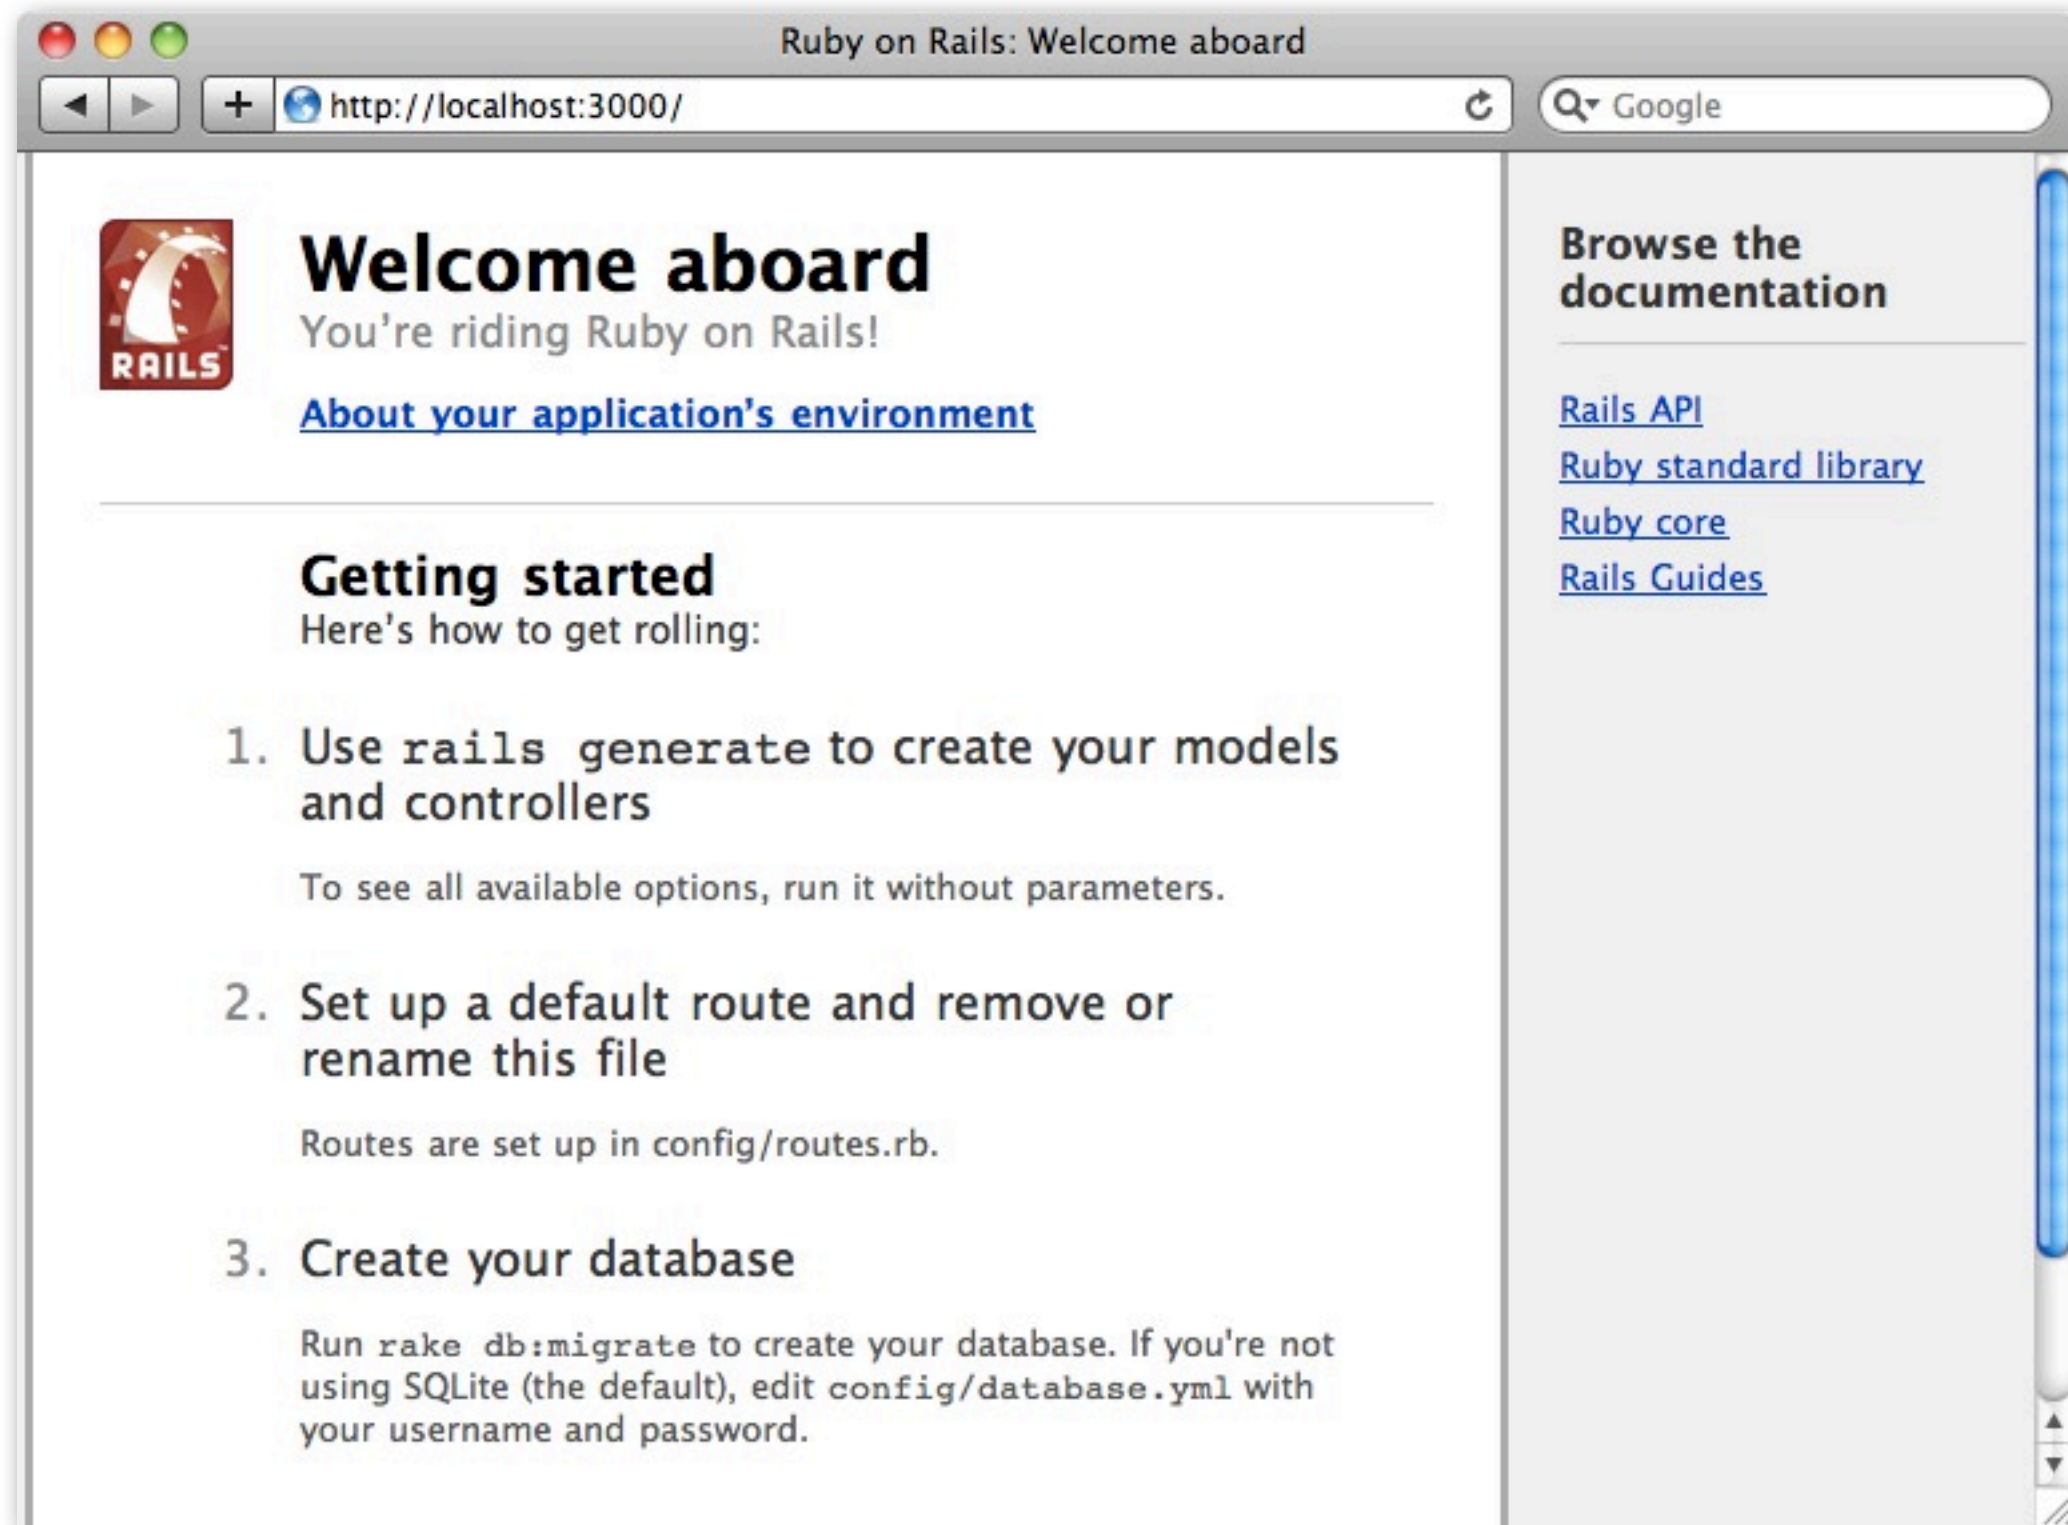 Ruby on Rails: Welcome aboard
http://localhost:3000/
Google
RAILS™
Welcome aboard
You're riding Ruby on Rails!
About your application's environment
Getting started
Here's how to get rolling:
1. Use rails generate to create your models
and controllers
To see all available options, run it without parameters.
2. Set up a default route and remove or
rename this file
Routes are set up in config/routes.rb.
3. Create your database
Run rake db:migrate to create your database. If you're not
using SQLite (the default), edit config/database.yml with
your username and password.
Browse the
documentation
Rails API
Ruby standard library
Ruby core
Rails Guides